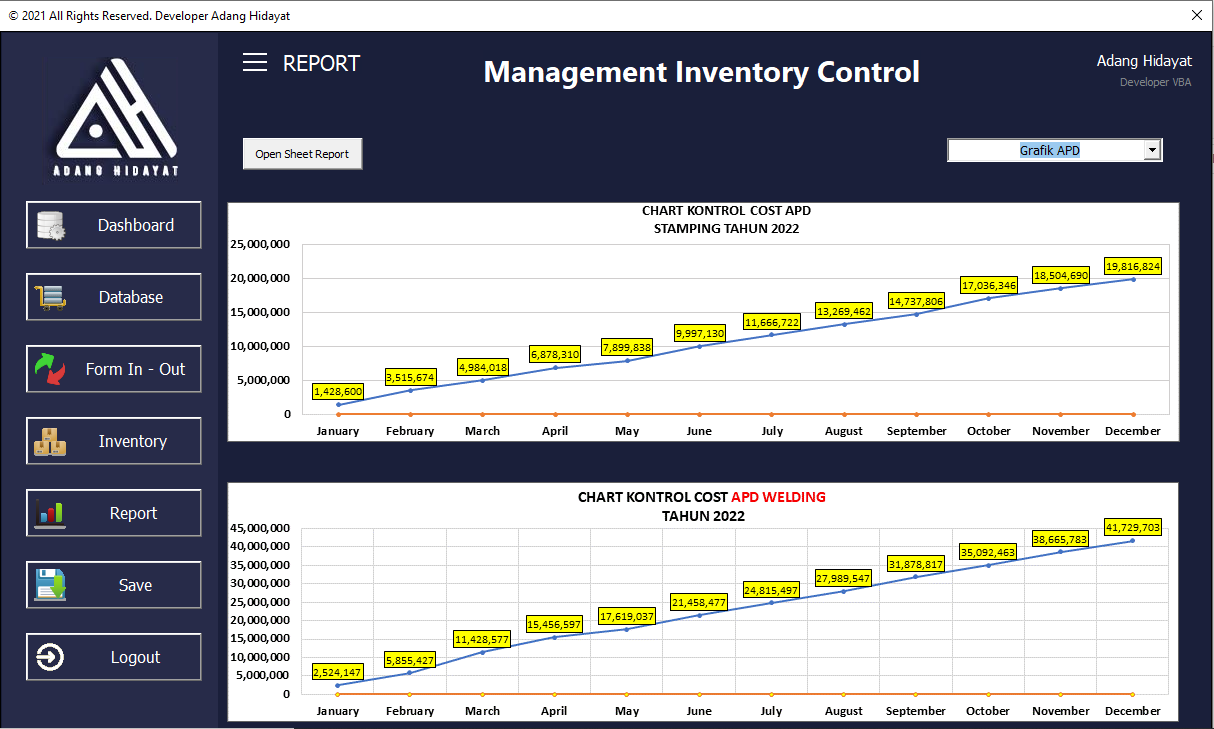 © 2021 All Rights Reserved. Developer Adang Hidayat
ADANG HIDAYAT
Dashboard
Database
Form In - Out
Inventory
Report
Save
Logout
REPORT
Management Inventory Control
Adang Hidayat
Developer VBA
Open Sheet Report
Grafik APD
CHART KONTROL COST APD
STAMPING TAHUN 2022
25,000,000
20,000,000
15,000,000
10,000,000
5,000,000
0
1,428,600
3,515,674
4,984,018
6,878,310
7,899,838
9,997,130
11,666,722
13,269,462
14,737,806
17,036,346
18,504,690
19,816,824
January February March April May June July August September October November December
CHART KONTROL COST APD WELDING
TAHUN 2022
45,000,000
40,000,000
35,000,000
30,000,000
25,000,000
20,000,000
15,000,000
10,000,000
5,000,000
0
2,524,147
5,855,427
11,428,577
15,456,597
17,619,037
21,458,477
24,815,497
27,989,547
31,878,817
35,092,463
38,665,783
41,729,703
January February March April May June July August September October November December